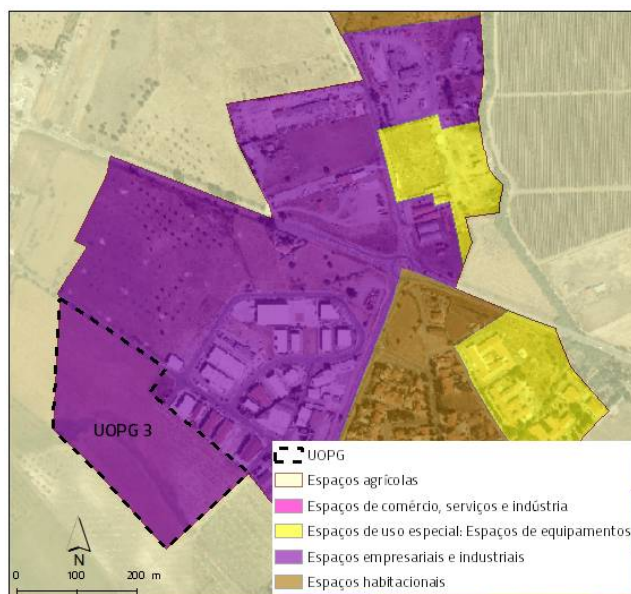 UOPG 3
UOPG
Espaços agrícolas
Espaços de comércio, serviços e indústria
Espaços de uso especial: Espaços de equipamentos
Espaços empresariais e industriais
Espaços habitacionais
N
0 100 200 m